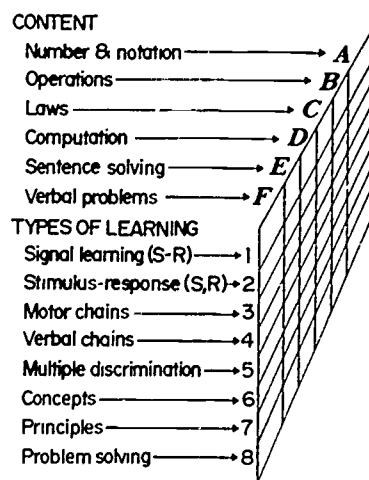 CONTENT
Number & notation A
Operations B
Laws C
Computation D
Sentence solving E
Verbal problems F
TYPES OF LEARNING
Signal learning (S-R) 1
Stimulus-response (S,R) 2
Motor chains 3
Verbal chains 4
Multiple discrimination 5
Concepts 6
Principles 7
Problem solving 8